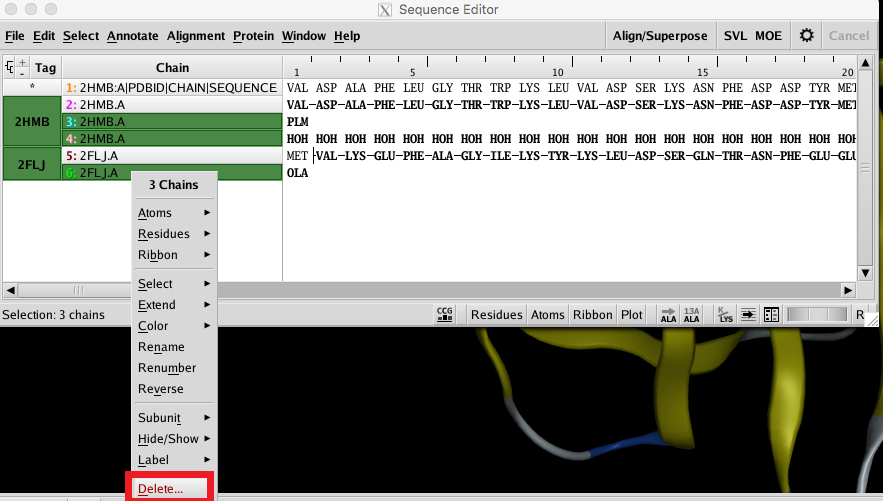 Sequence Editor
File Edit Select Annotate Alignment Protein Window Help Align/Superpose SVL MOE Cancel
+
-
Tag Chain 1 5 10 15 20
* 1: 2HMB:A|PDBID|CHAIN|SEQUENCE VAL ASP ALA PHE LEU GLY THR TRP LYS LEU VAL ASP SER LYS ASN PHE ASP ASP TYR MET
2HMB 2: 2HMB.A VAL-ASP-ALA-PHE-LEU-GLY-THR-TRP-LYS-LEU-VAL-ASP-SER-LYS-ASN-PHE-ASP-ASP-TYR-MET
3: 2HMB.A PLM
4: 2HMB.A HOH HOH HOH HOH HOH HOH HOH HOH HOH HOH HOH HOH HOH HOH HOH HOH HOH HOH HOH HOH
2FLJ 5: 2FLJ.A MET-VAL-LYS-GLU-PHE-ALA-GLY-ILE-LYS-TYR-LYS-LEU-ASP-SER-GLN-THR-ASN-PHE-GLU-GLU
6: 2FLJ.A OLA
3 Chains
Atoms
Residues
Ribbon
Select
Extend
Color
Rename
Renumber
Reverse
Subunit
Hide/Show
Label
Delete...
Selection: 3 chains CCG Residues Atoms Ribbon Plot ALA 13A ALA K LYS R